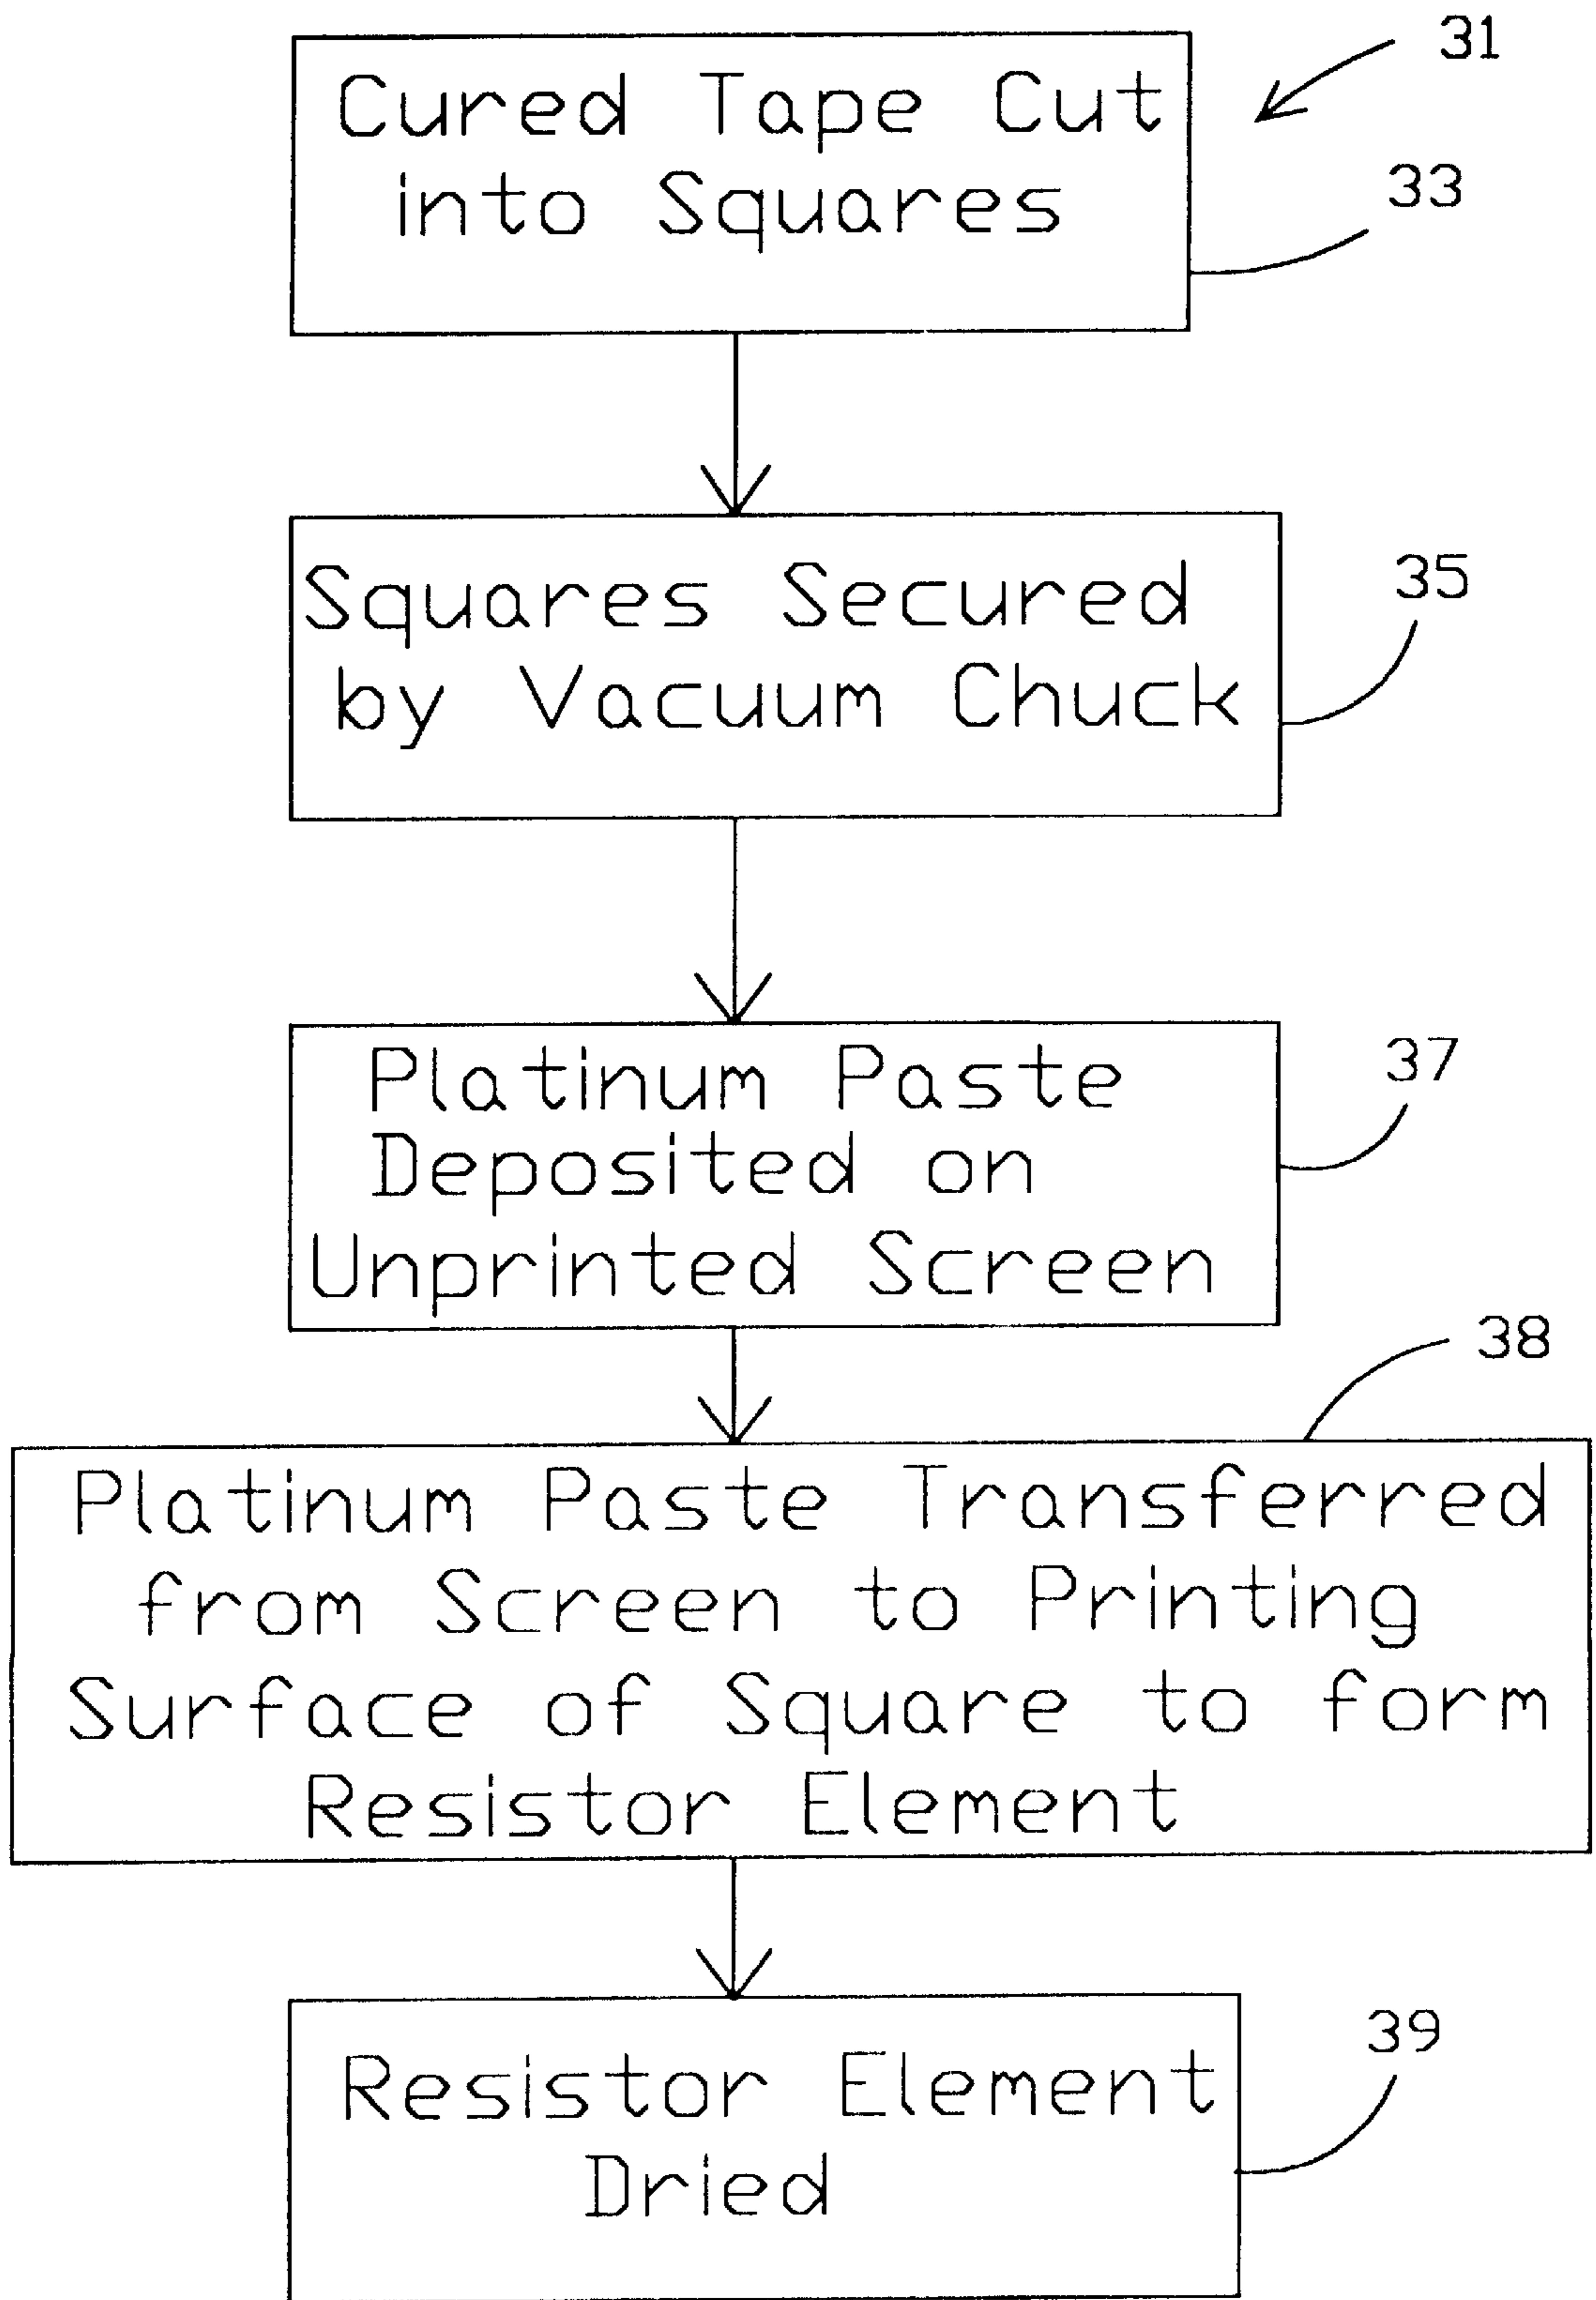 31
Cured Tape Cut
into Squares
33
Squares Secured
by Vacuum Chuck
35
Platinum Paste
Deposited on
Unprinted Screen
37
38
Platinum Paste Transferred
from Screen to Printing
Surface of Square to form
Resistor Element
Resistor Element
Dried
39